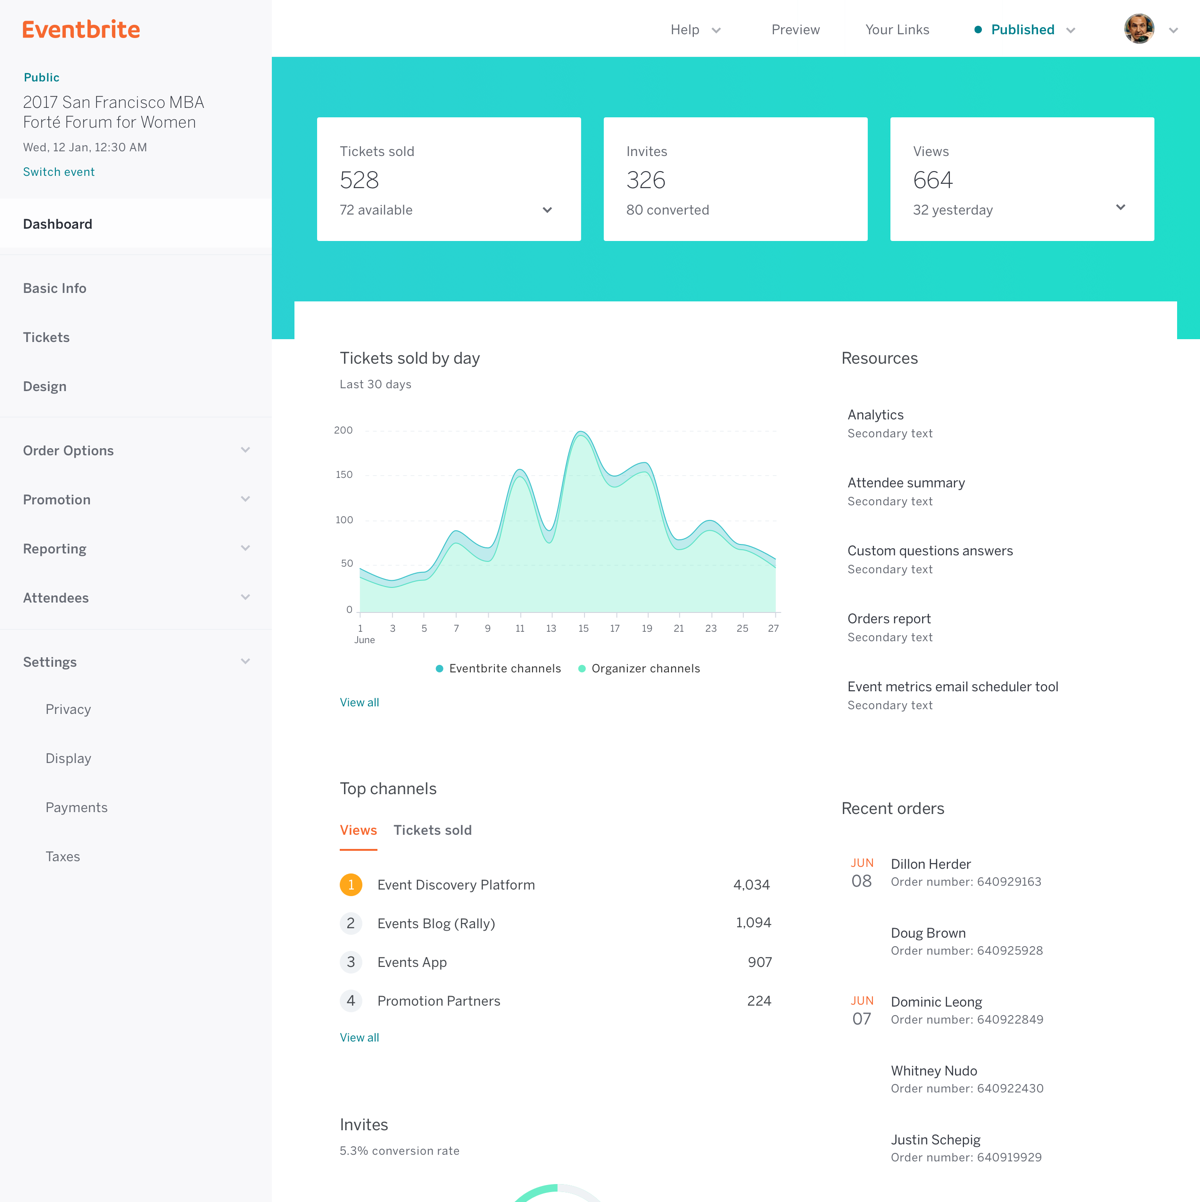 Eventbrite
Help
Preview
Your Links
Published
Public
2017 San Francisco MBA
Forté Forum for Women
Wed, 12 Jan, 12:30 AM
Switch event
Dashboard
Basic Info
Tickets
Design
Order Options
Promotion
Reporting
Attendees
Settings
Privacy
Display
Payments
Taxes
Tickets sold
528
72 available
Invites
326
80 converted
Views
664
32 yesterday
Tickets sold by day
Last 30 days
200
150
100
50
0
1 3 5 7 9 11 13 15 17 19 21 23 25 27
June
Eventbrite channels
Organizer channels
View all
Resources
Analytics
Secondary text
Attendee summary
Secondary text
Custom questions answers
Secondary text
Orders report
Secondary text
Event metrics email scheduler tool
Secondary text
Top channels
Views Tickets sold
1 Event Discovery Platform 4,034
2 Events Blog (Rally) 1,094
3 Events App 907
4 Promotion Partners 224
View all
Recent orders
JUN Dillon Herder
08 Order number: 640929163
Doug Brown
Order number: 640925928
JUN Dominic Leong
07 Order number: 640922849
Whitney Nudo
Order number: 640922430
Justin Schepig
Order number: 640919929
Invites
5.3% conversion rate